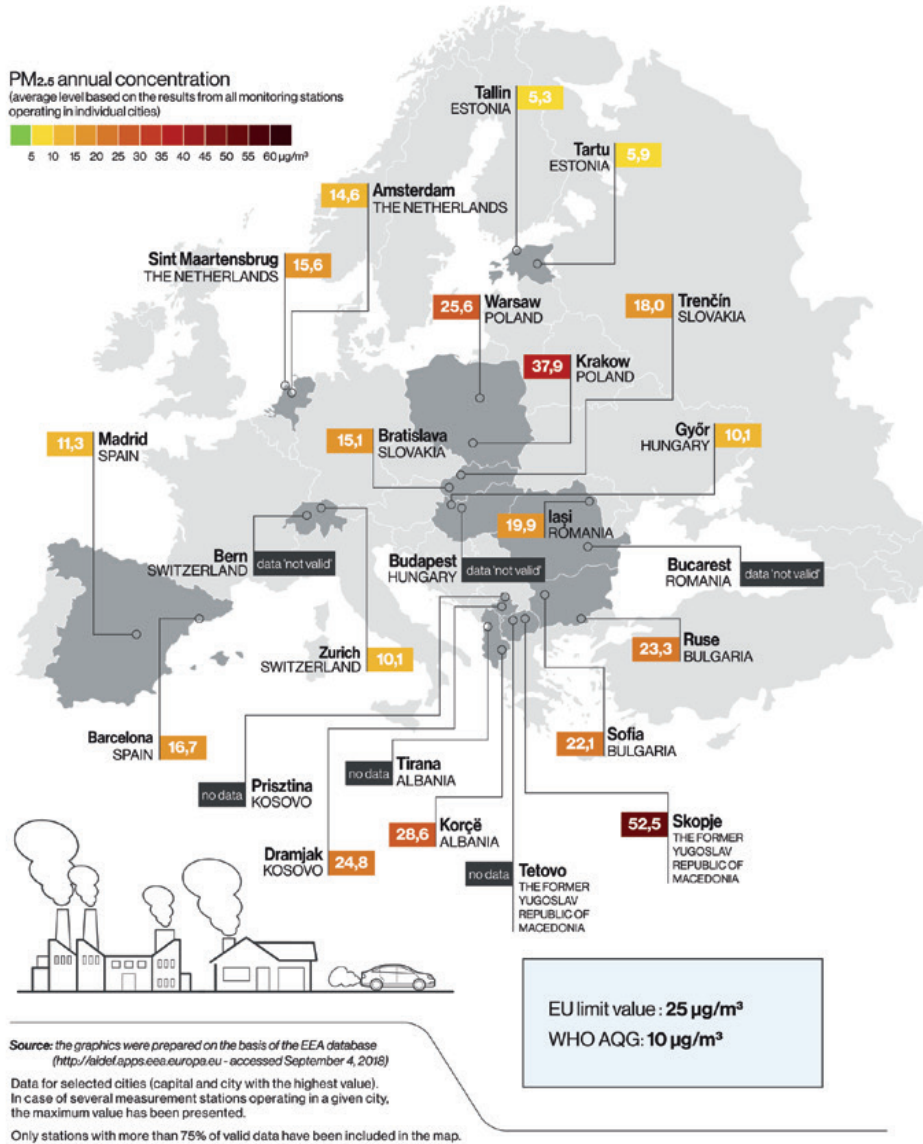 PM2.5 annual concentration
(average level based on the results from all monitoring stations
operating in individual cities)
5 10 15 20 25 30 35 40 45 50 55 60 µg/m³
Tallin 5,3
ESTONIA
Tartu 5,9
ESTONIA
14,6 Amsterdam
THE NETHERLANDS
Sint Maartensbrug 15,6
THE NETHERLANDS
25,6 Warsaw
POLAND
18,0 Trenčín
SLOVAKIA
37,9 Krakow
POLAND
11,3 Madrid
SPAIN
15,1 Bratislava
SLOVAKIA
Győr 10,1
HUNGARY
19,9 Iași
ROMANIA
Bern data 'not valid'
SWITZERLAND
Budapest data 'not valid'
HUNGARY
Bucarest data 'not valid'
ROMANIA
Zurich 10,1
SWITZERLAND
23,3 Ruse
BULGARIA
Barcelona 16,7
SPAIN
22,1 Sofia
BULGARIA
no data Prisztina
KOSOVO
no data Tirana
ALBANIA
28,6 Korçë
ALBANIA
52,5 Skopje
THE FORMER
YUGOSLAV
REPUBLIC OF
MACEDONIA
Dramjak 24,8
KOSOVO
no data Tetovo
THE FORMER
YUGOSLAV
REPUBLIC OF
MACEDONIA
EU limit value : 25 µg/m³
WHO AQG: 10 µg/m³
Source: the graphics were prepared on the basis of the EEA database
(http//aidef.apps.eea.europa.eu - accessed September 4, 2018)
Data for selected cities (capital and city with the highest value).
In case of several measurement stations operating in a given city,
the maximum value has been presented.
Only stations with more than 75% of valid data have been included in the map.